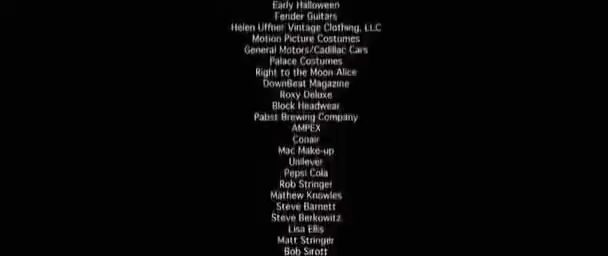 Early Halloween
Fender Guitars
Helen Uffner Vintage Clothing, LLC
Motion Picture Costumes
General Motors/Cadillac Cars
Palace Costumes
Right to the Moon Alice
DownBeat Magazine
Roxy Deluxe
Block Headwear
Pabst Brewing Company
AMPEX
Conair
Mac Make-up
Unilever
Pepsi Cola
Rob Stringer
Mathew Knowles
Steve Barnett
Steve Berkowitz
Lisa Ellis
Matt Stringer
Bob Sirott